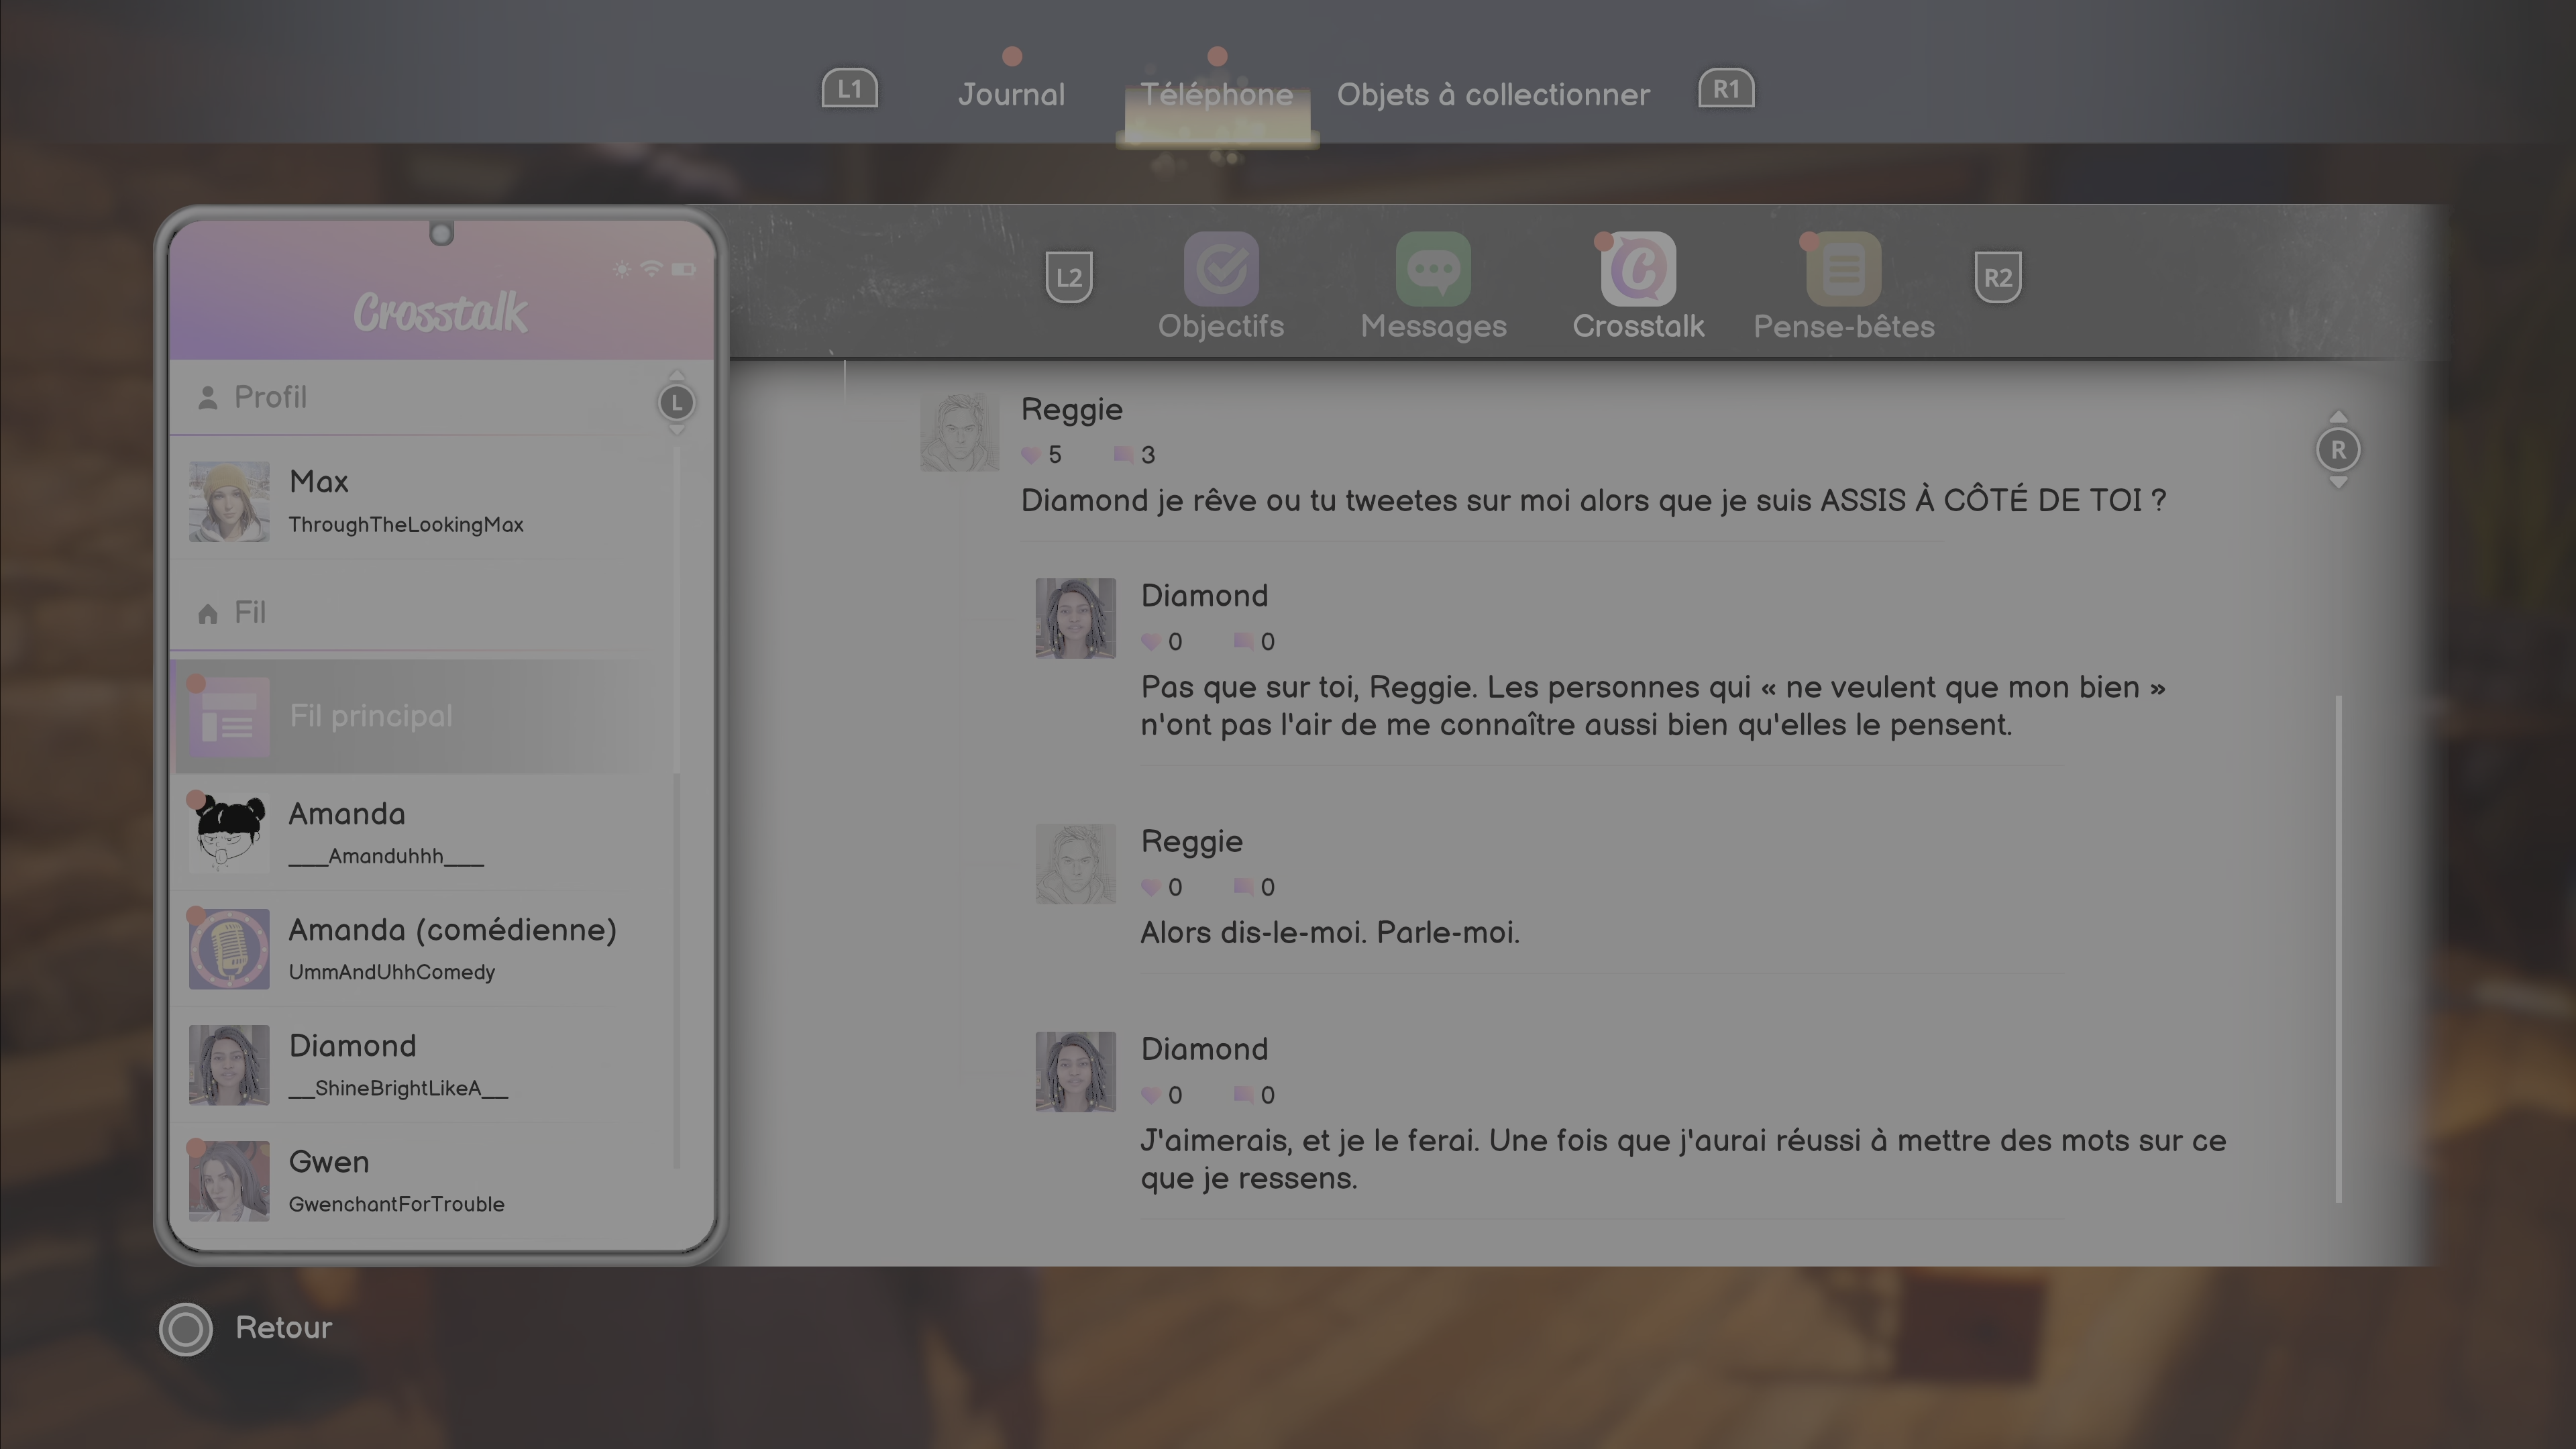 L1
Journal
Téléphone
Objets à collectionner
R1
Crosstalk
L2
Objectifs
Messages
Crosstalk
Pense-bêtes
R2
Profil
L
Max
ThroughTheLookingMax
Fil
Fil principal
Amanda
___Amanduhhh___
Amanda (comédienne)
UmmAndUhhComedy
Diamond
__ShineBrightLikeA__
Gwen
GwenchantForTrouble
Reggie
5 3
Diamond je rêve ou tu tweetes sur moi alors que je suis ASSIS À CÔTÉ DE TOI ?
R
Diamond
0 0
Pas que sur toi, Reggie. Les personnes qui « ne veulent que mon bien »
n'ont pas l'air de me connaître aussi bien qu'elles le pensent.
Reggie
0 0
Alors dis-le-moi. Parle-moi.
Diamond
0 0
J'aimerais, et je le ferai. Une fois que j'aurai réussi à mettre des mots sur ce
que je ressens.
Retour